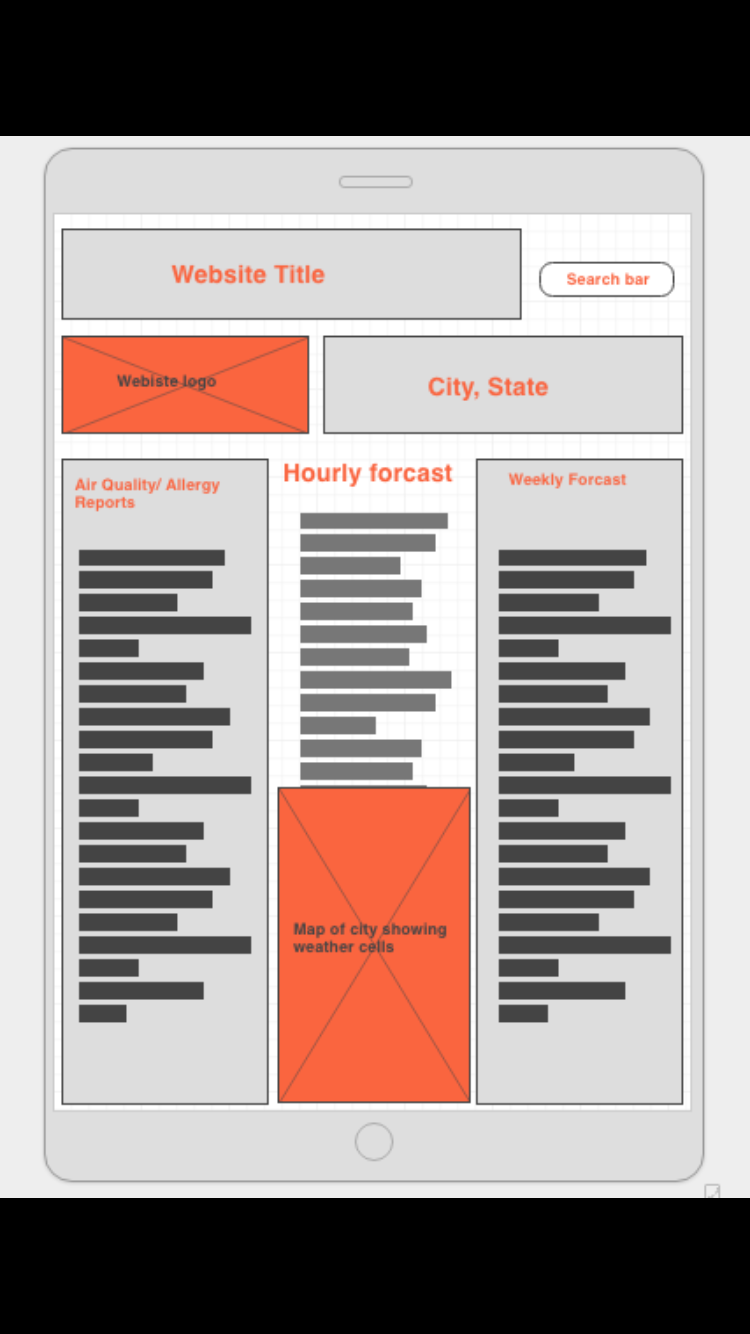 Website Title
Search bar
Webiste logo
City, State
Air Quality/ Allergy
Reports
Hourly forcast
Weekly Forcast
Map of city showing
weather cells